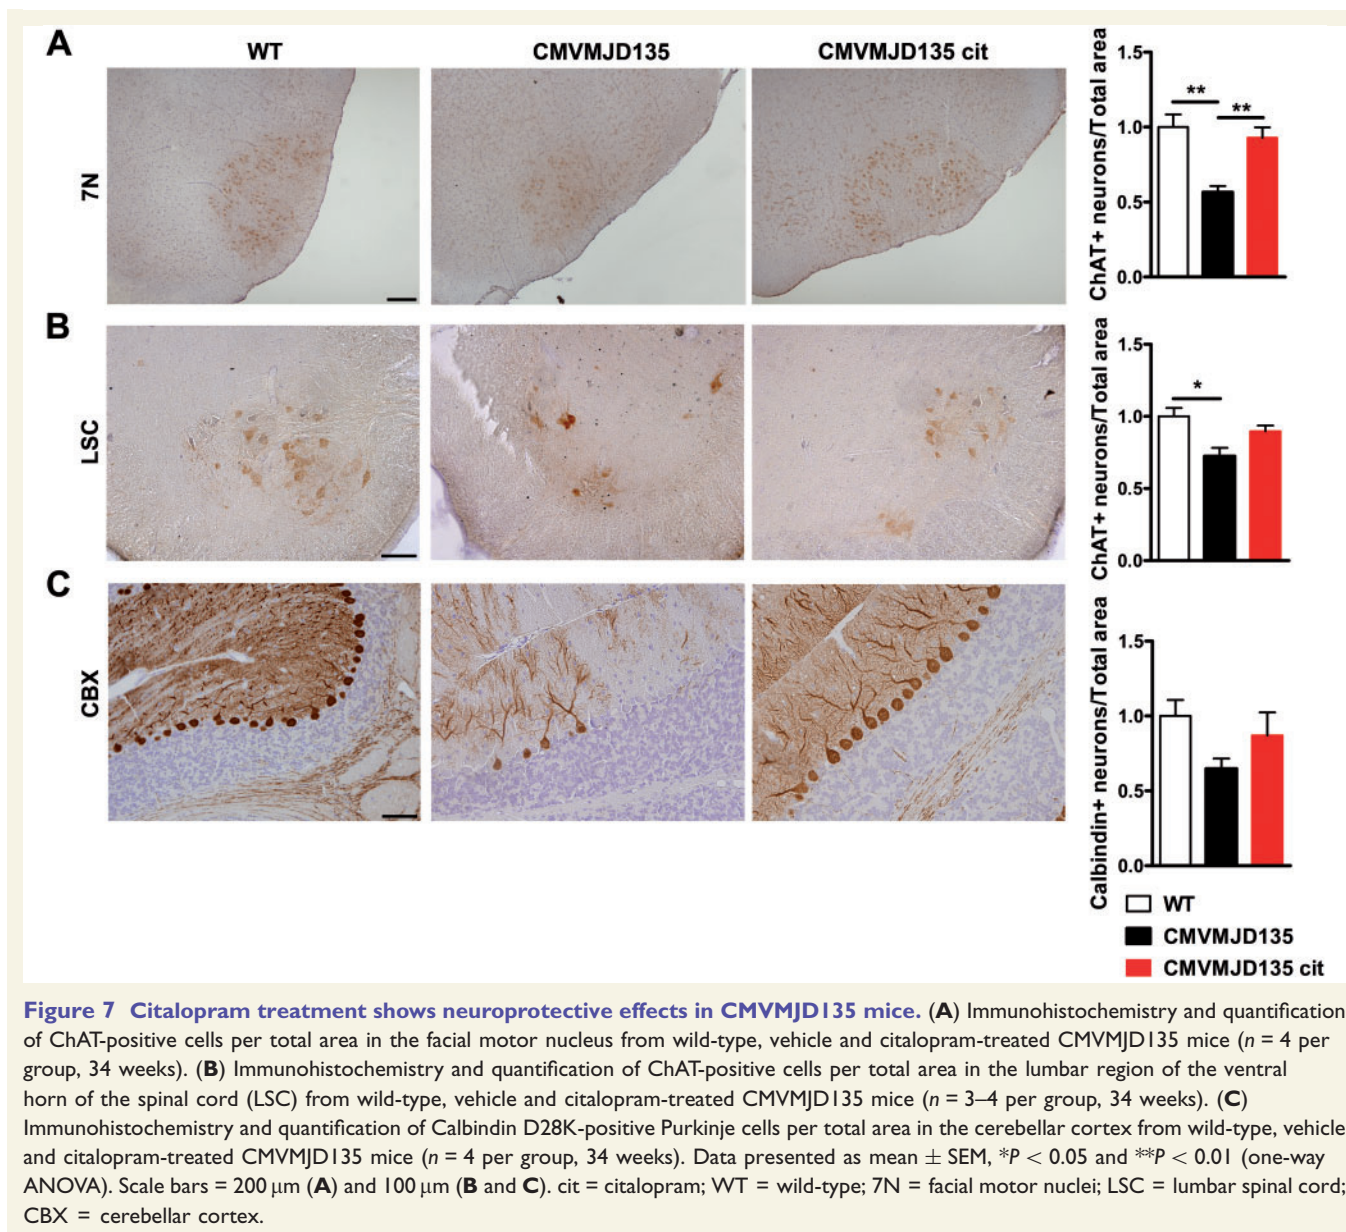 A
WT
CMVMJD135
CMVMJD135 cit
7N
ChAT+ neurons/Total area
1.5
1.0
0.5
0.0
**
**
B
LSC
ChAT+ neurons/Total area
1.5
1.0
0.5
0.0
*
C
CBX
Calbindin+ neurons/Total area
1.5
1.0
0.5
0.0
WT
CMVMJD135
CMVMJD135 cit
Figure 7 Citalopram treatment shows neuroprotective effects in CMVMJD135 mice. (A) Immunohistochemistry and quantification
of ChAT-positive cells per total area in the facial motor nucleus from wild-type, vehicle and citalopram-treated CMVMJD135 mice (n = 4 per
group, 34 weeks). (B) Immunohistochemistry and quantification of ChAT-positive cells per total area in the lumbar region of the ventral
horn of the spinal cord (LSC) from wild-type, vehicle and citalopram-treated CMVMJD135 mice (n = 3–4 per group, 34 weeks). (C)
Immunohistochemistry and quantification of Calbindin D28K-positive Purkinje cells per total area in the cerebellar cortex from wild-type, vehicle
and citalopram-treated CMVMJD135 mice (n = 4 per group, 34 weeks). Data presented as mean ± SEM, *P < 0.05 and **P < 0.01 (one-way
ANOVA). Scale bars = 200 μm (A) and 100 μm (B and C). cit = citalopram; WT = wild-type; 7N = facial motor nuclei; LSC = lumbar spinal cord;
CBX = cerebellar cortex.